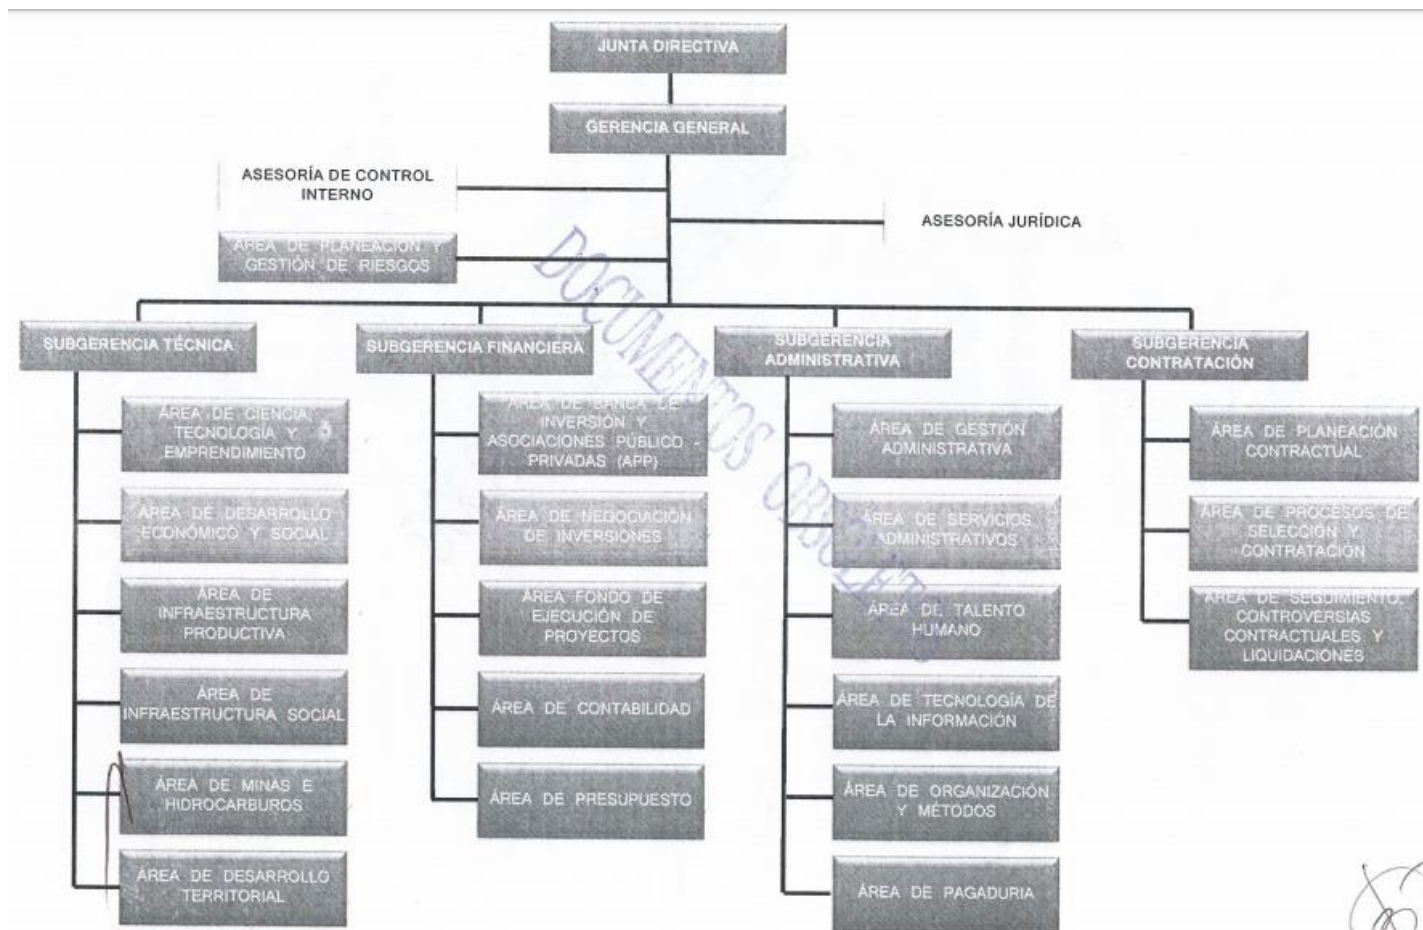 JUNTA DIRECTIVA
GERENCIA GENERAL
ASESORÍA DE CONTROL
INTERNO
ASESORÍA JURÍDICA
ÁREA DE PLANEACIÓN Y
GESTIÓN DE RIESGOS
SUBGERENCIA TÉCNICA
ÁREA DE CIENCIA,
TECNOLOGÍA Y
EMPRENDIMIENTO
ÁREA DE DESARROLLO
ECONÓMICO Y SOCIAL
ÁREA DE
INFRAESTRUCTURA
PRODUCTIVA
ÁREA DE
INFRAESTRUCTURA SOCIAL
ÁREA DE MINAS E
HIDROCARBUROS
ÁREA DE DESARROLLO
TERRITORIAL
SUBGERENCIA FINANCIERA
ÁREA DE BANCA DE
INVERSIÓN Y
ASOCIACIONES PÚBLICO -
PRIVADAS (APP)
ÁREA DE NEGOCIACIÓN
DE INVERSIONES
ÁREA FONDO DE
EJECUCIÓN DE
PROYECTOS
ÁREA DE CONTABILIDAD
ÁREA DE PRESUPUESTO
SUBGERENCIA
ADMINISTRATIVA
ÁREA DE GESTIÓN
ADMINISTRATIVA
ÁREA DE SERVICIOS
ADMINISTRATIVOS
ÁREA DE TALENTO
HUMANO
ÁREA DE TECNOLOGÍA DE
LA INFORMACIÓN
ÁREA DE ORGANIZACIÓN
Y MÉTODOS
ÁREA DE PAGADURIA
SUBGERENCIA
CONTRATACIÓN
ÁREA DE PLANEACIÓN
CONTRACTUAL
ÁREA DE PROCESOS DE
SELECCIÓN Y
CONTRATACIÓN
ÁREA DE SEGUIMIENTO,
CONTROVERSIAS
CONTRACTUALES Y
LIQUIDACIONES
DOCUMENTOS